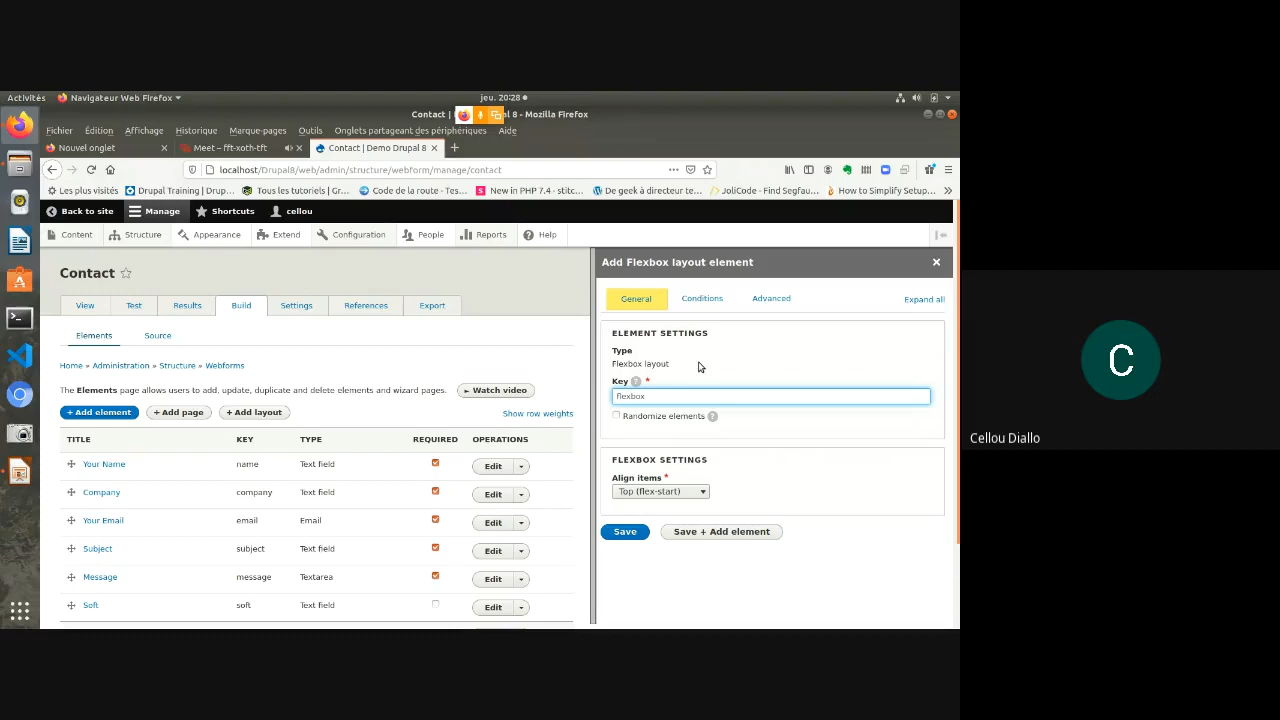 Activités
Navigateur Web Firefox
jeu. 20:28
Contact | al 8 - Mozilla Firefox
Fichier Édition Affichage Historique Marque-pages Outils Onglets partageant des périphériques Aide
Nouvel onglet
Meet – fft-xoth-tft
Contact | Demo Drupal 8
localhost/Drupal8/web/admin/structure/webform/manage/contact
Les plus visités
Drupal Training | Drup…
Tous les tutoriels | Gr…
Code de la route - Tes…
New in PHP 7.4 - stitc…
De geek à directeur te…
JoliCode - Find Segfau…
How to Simplify Setup…
Back to site
Manage
Shortcuts
cellou
Content
Structure
Appearance
Extend
Configuration
People
Reports
Help
Contact
View
Test
Results
Build
Settings
References
Export
Elements
Source
Home » Administration » Structure » Webforms
The Elements page allows users to add, update, duplicate and delete elements and wizard pages.
► Watch video
+ Add element
+ Add page
+ Add layout
Show row weights
TITLE KEY TYPE REQUIRED OPERATIONS
Your Name name Text field Edit
Company company Text field Edit
Your Email email Email Edit
Subject subject Text field Edit
Message message Textarea Edit
Soft soft Text field Edit
Add Flexbox layout element
General
Conditions
Advanced
Expand all
ELEMENT SETTINGS
Type
Flexbox layout
Key ? *
flexbox
Randomize elements ?
FLEXBOX SETTINGS
Align items *
Top (flex-start)
Save
Save + Add element
C
Cellou Diallo